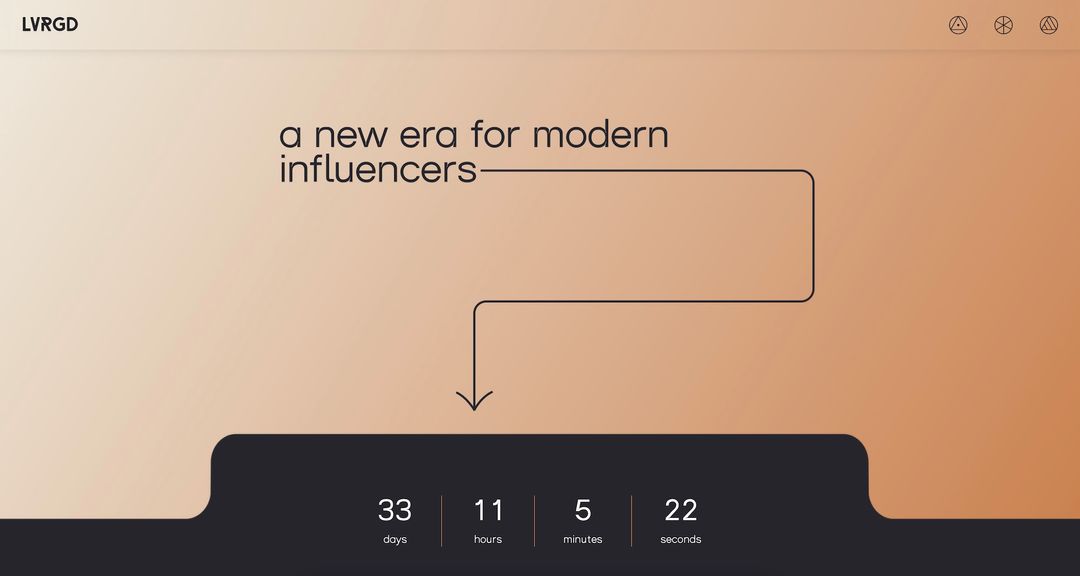 LVRGD
a new era for modern
influencers
33 11 5 22
days hours minutes seconds